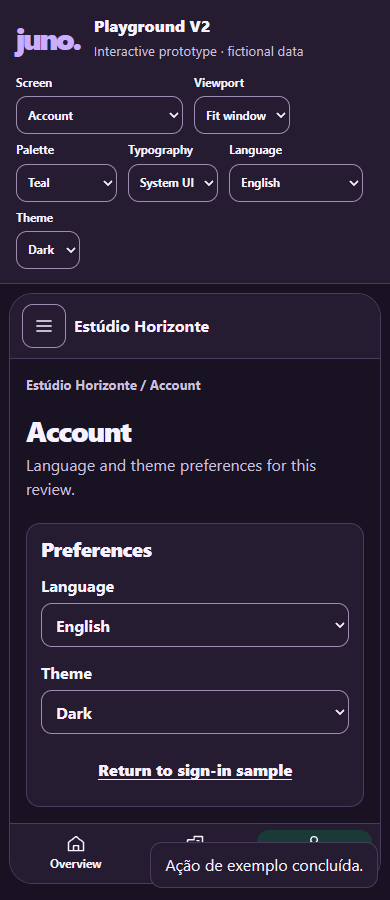 juno.
Playground V2
Interactive prototype · fictional data
Screen
Viewport
Account
Fit window
Palette
Typography
Language
Teal
System UI
English
Theme
Dark
Estúdio Horizonte
Estúdio Horizonte / Account
Account
Language and theme preferences for this
review.
Preferences
Language
English
Theme
Dark
Return to sign-in sample
Overview
Ação de exemplo concluída.